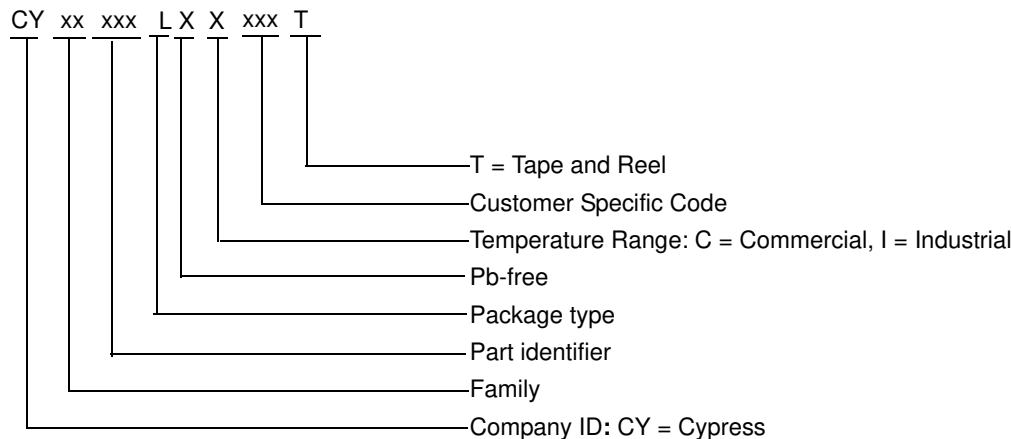 CY xx xxx L X X xxx T
T = Tape and Reel
Customer Specific Code
Temperature Range: C = Commercial, I = Industrial
Pb-free
Package type
Part identifier
Family
Company ID: CY = Cypress